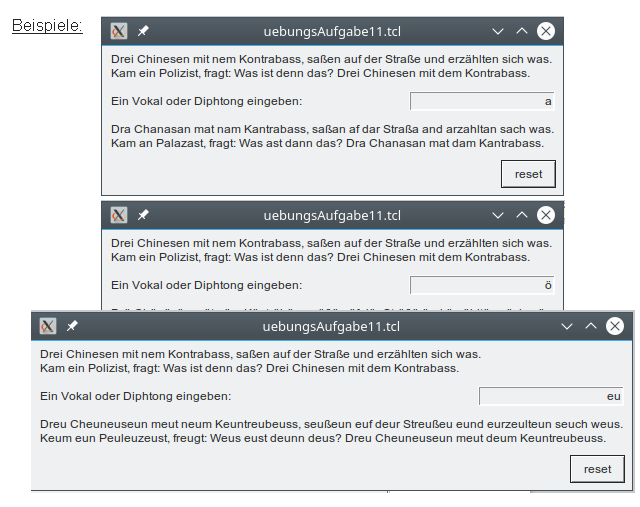 Beispiele:
uebungsAufgabe11.tcl
Drei Chinesen mit nem Kontrabass, saßen auf der Straße und erzählten sich was.
Kam ein Polizist, fragt: Was ist denn das? Drei Chinesen mit dem Kontrabass.
Ein Vokal oder Diphtong eingeben: a
Dra Chanasan mat nam Kantrabass, saßan af dar Straßa and arzahltan sach was.
Kam an Palazast, fragt: Was ast dann das? Dra Chanasan mat dam Kantrabass.
reset
uebungsAufgabe11.tcl
Drei Chinesen mit nem Kontrabass, saßen auf der Straße und erzählten sich was.
Kam ein Polizist, fragt: Was ist denn das? Drei Chinesen mit dem Kontrabass.
Ein Vokal oder Diphtong eingeben: ö
uebungsAufgabe11.tcl
Drei Chinesen mit nem Kontrabass, saßen auf der Straße und erzählten sich was.
Kam ein Polizist, fragt: Was ist denn das? Drei Chinesen mit dem Kontrabass.
Ein Vokal oder Diphtong eingeben: eu
Dreu Cheuneuseun meut neum Keuntreubeuss, seußeun euf deur Streußeu eund eurzeulteun seuch weus.
Keum eun Peuleuzeust, freugt: Weus eust deunn deus? Dreu Cheuneuseun meut deum Keuntreubeuss.
reset